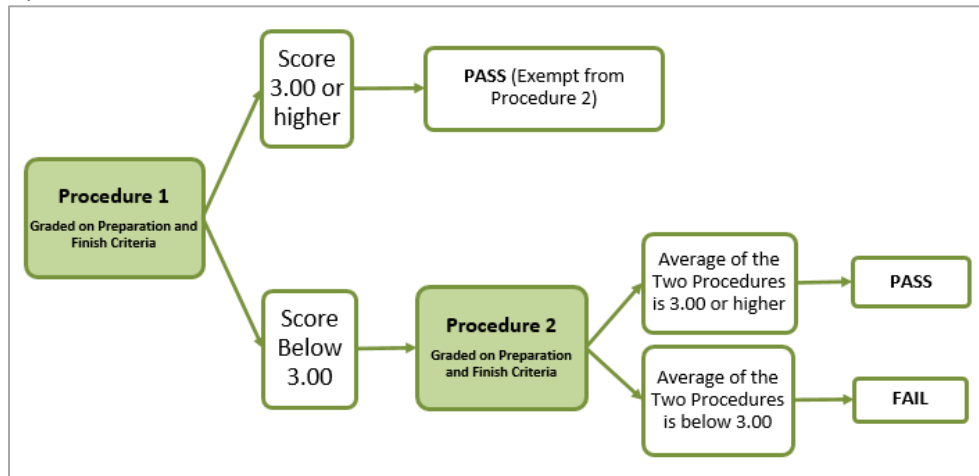 Score
3.00 or
higher
PASS (Exempt from
Procedure 2)
Procedure 1
Graded on Preparation and
Finish Criteria
Score
Below
3.00
Procedure 2
Graded on Preparation
and Finish Criteria
Average of the
Two Procedures
is 3.00 or higher
PASS
Average of the
Two Procedures
is below 3.00
FAIL